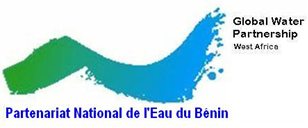 Global Water
Partnership
West Africa
Partenariat National de l'Eau du Bénin